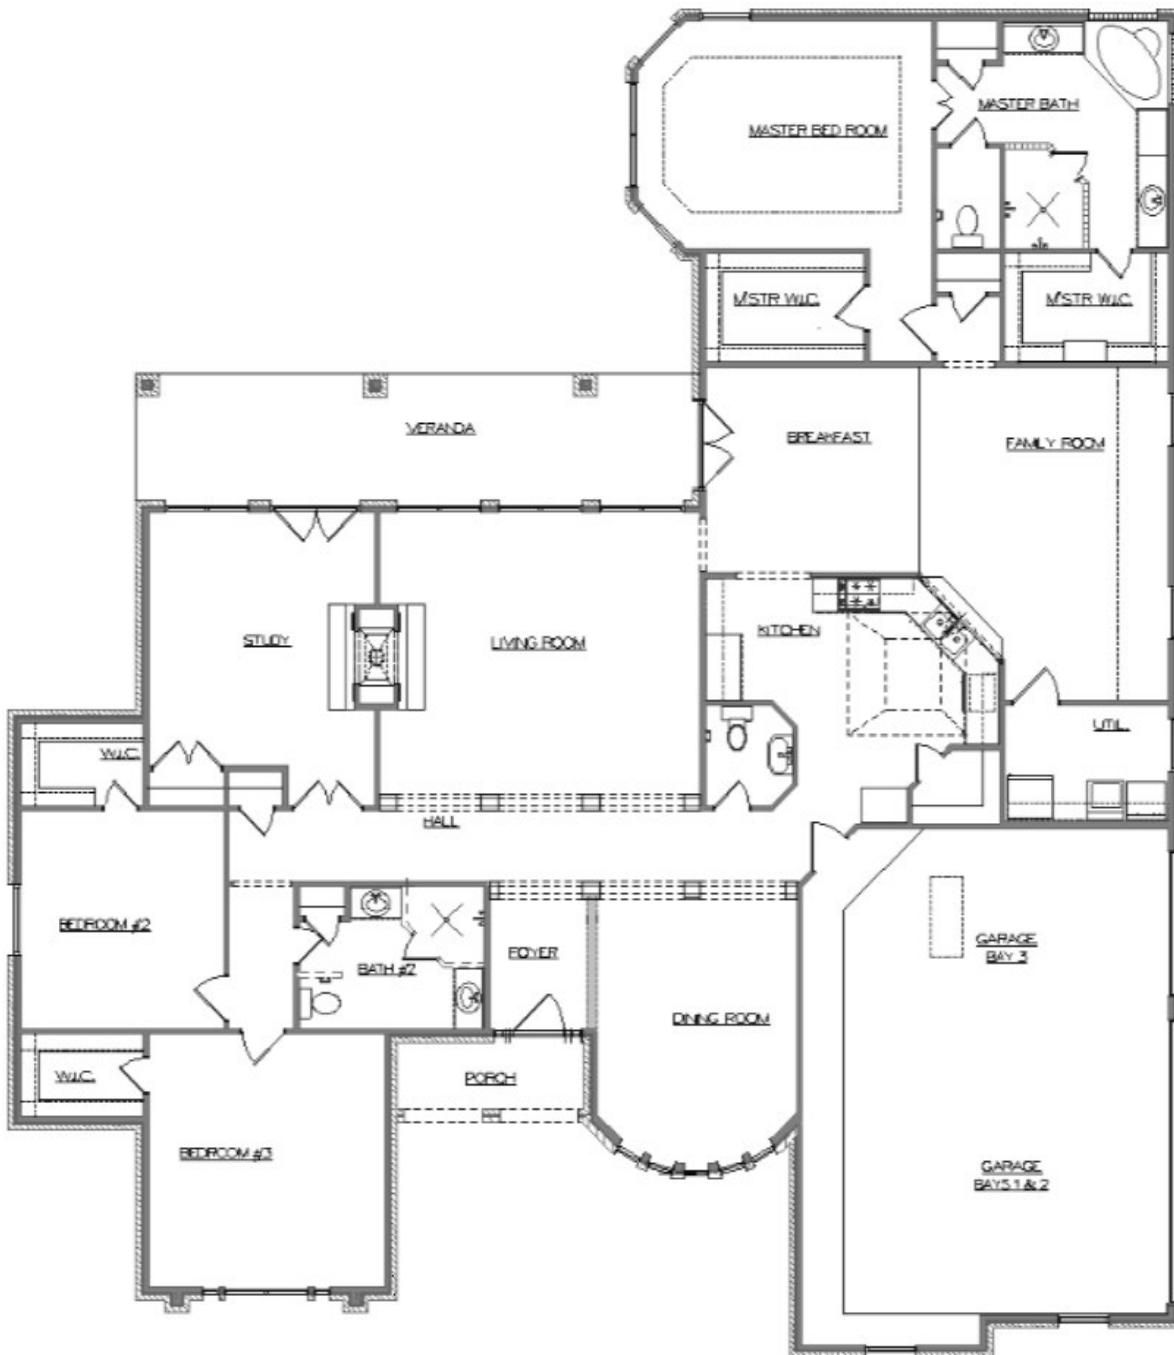 MASTER BATH
MASTER BED ROOM
M'STR W.I.C.
M'STR W.I.C.
VERANDA
BREAKFAST
FAMILY ROOM
STUDY
LIVING ROOM
KITCHEN
W.I.C.
UTIL.
HALL
BEDROOM #2
BATH #2
FOYER
GARAGE
BAY 3
DINING ROOM
W.I.C.
PORCH
BEDROOM #3
GARAGE
BAYS 1 & 2